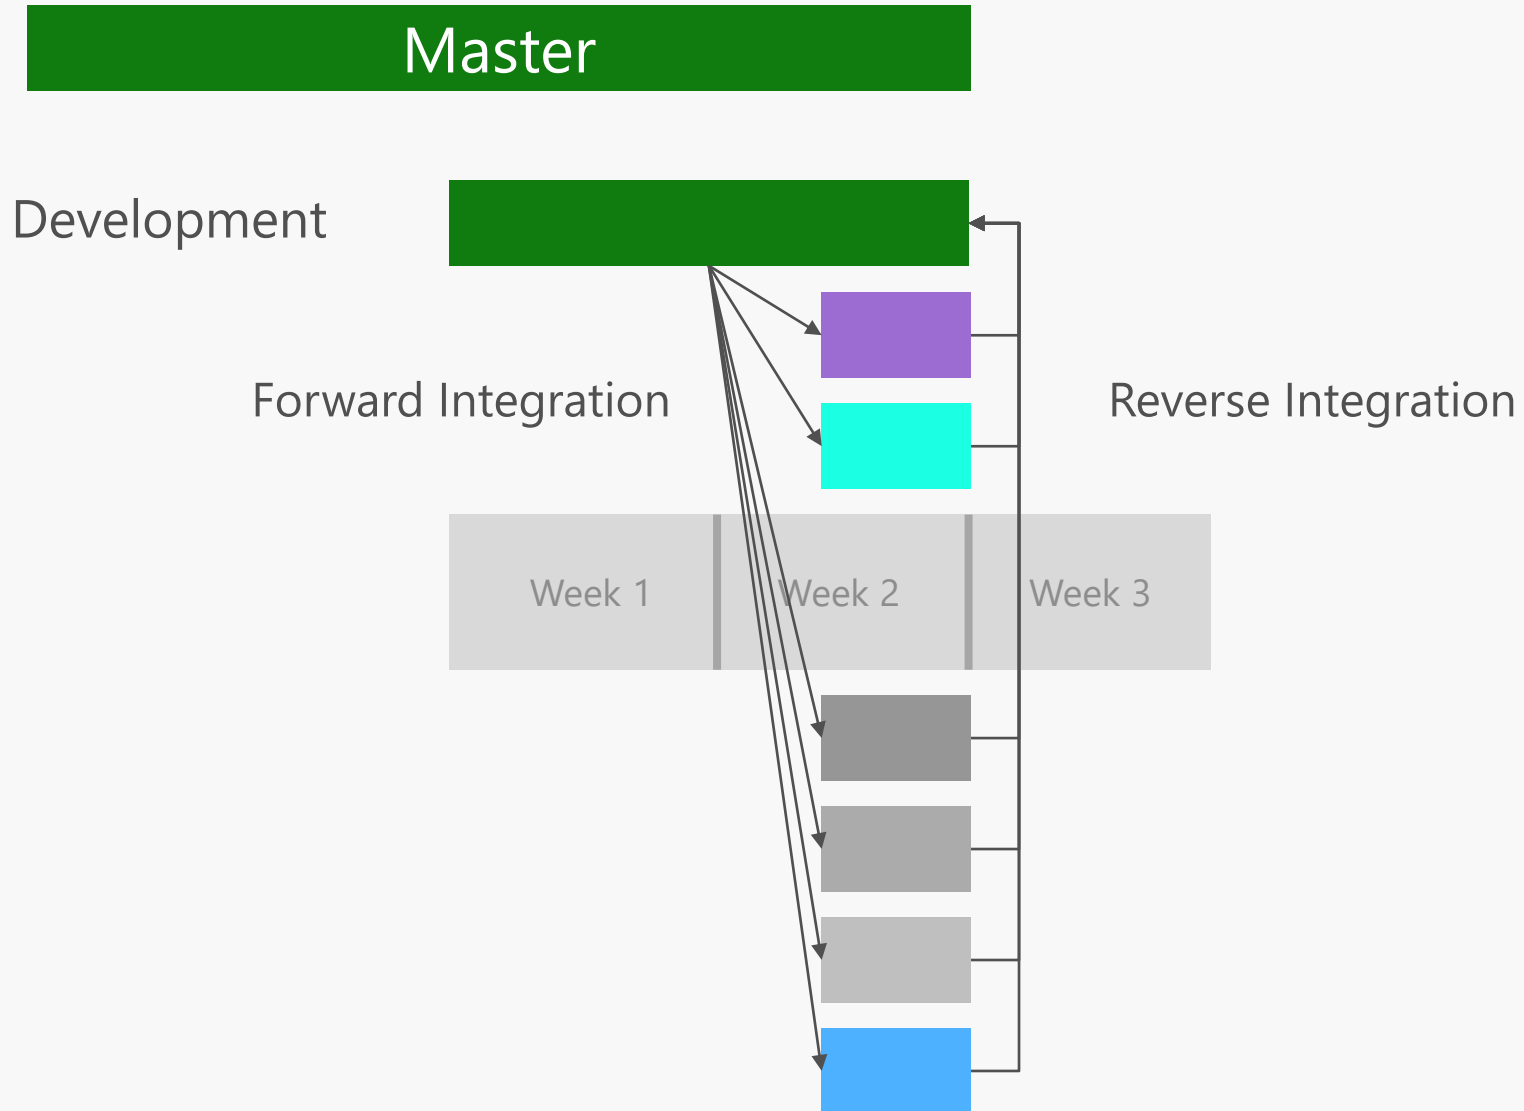 Master
Development
Forward Integration
Reverse Integration
Week 1
Week 2
Week 3